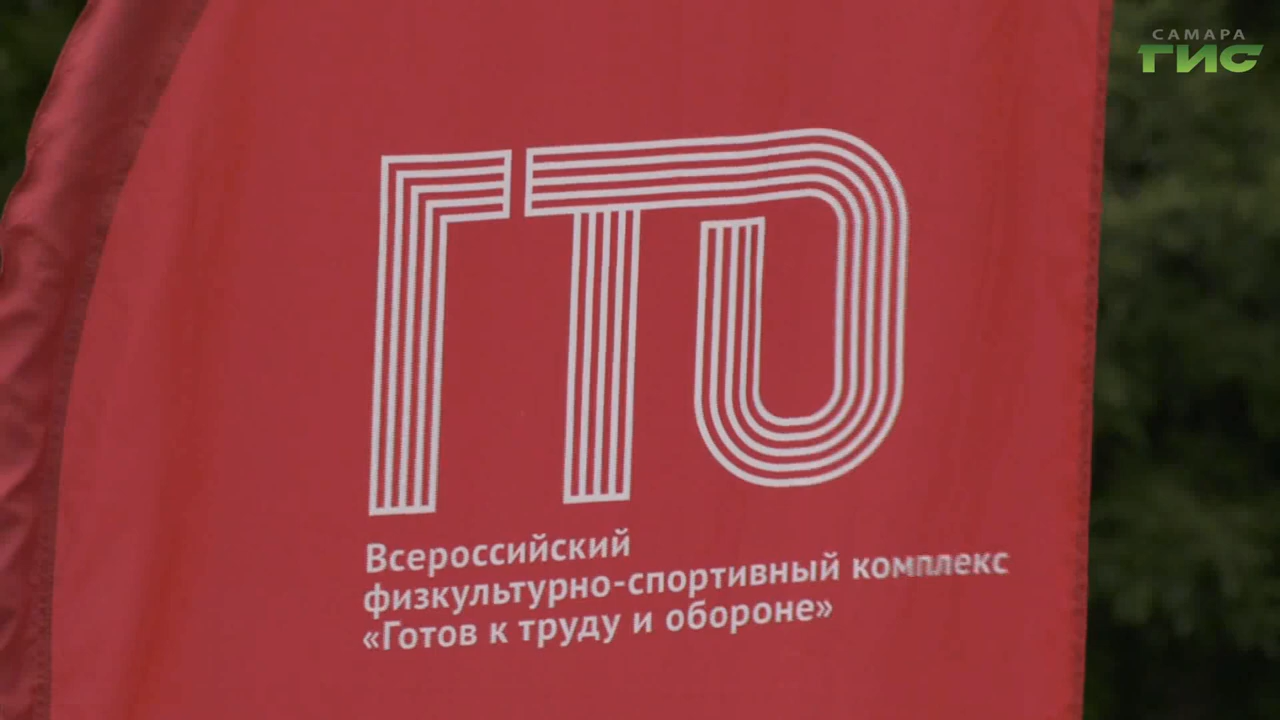 САМАРА
ГИС
ГТО
Всероссийский
физкультурно-спортивный комплекс
«Готов к труду и обороне»